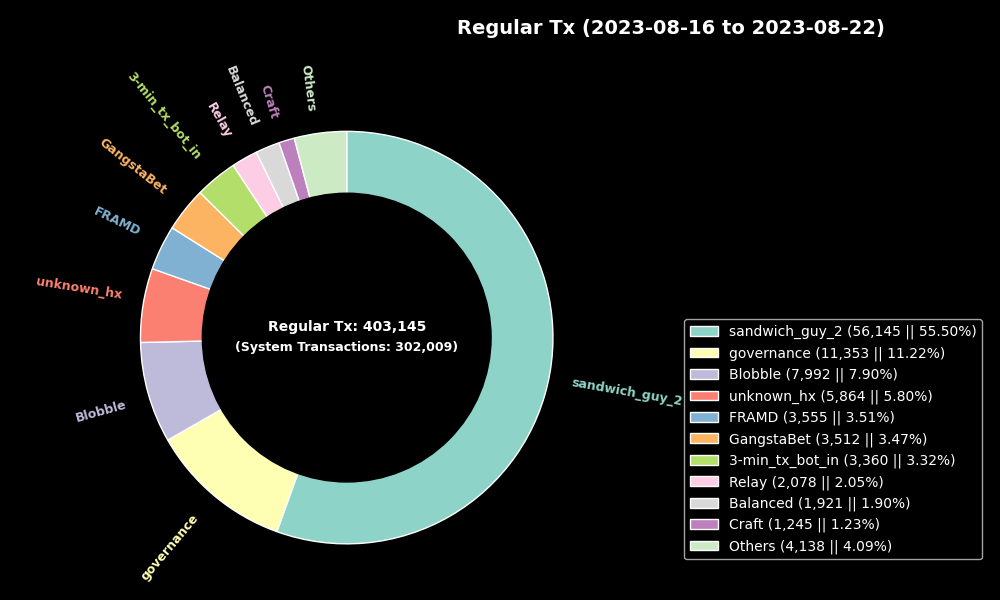 Regular Tx (2023-08-16 to 2023-08-22)
Others
Craft
Balanced
Relay
3-min_tx_bot_in
GangstaBet
FRAMD
unknown_hx
Blobble
governance
sandwich_guy_2
Regular Tx: 403,145
(System Transactions: 302,009)
sandwich_guy_2 (56,145 || 55.50%)
governance (11,353 || 11.22%)
Blobble (7,992 || 7.90%)
unknown_hx (5,864 || 5.80%)
FRAMD (3,555 || 3.51%)
GangstaBet (3,512 || 3.47%)
3-min_tx_bot_in (3,360 || 3.32%)
Relay (2,078 || 2.05%)
Balanced (1,921 || 1.90%)
Craft (1,245 || 1.23%)
Others (4,138 || 4.09%)